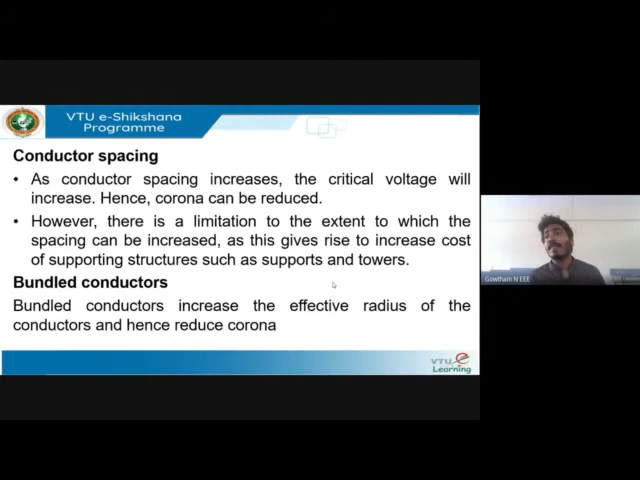 VTU e-Shikshana
Programme
Conductor spacing
• As conductor spacing increases, the critical voltage will
increase. Hence, corona can be reduced.
• However, there is a limitation to the extent to which the
spacing can be increased, as this gives rise to increase cost
of supporting structures such as supports and towers.
Bundled conductors
Bundled conductors increase the effective radius of the
conductors and hence reduce corona
VTU e
Learning
Gowtham N EEE